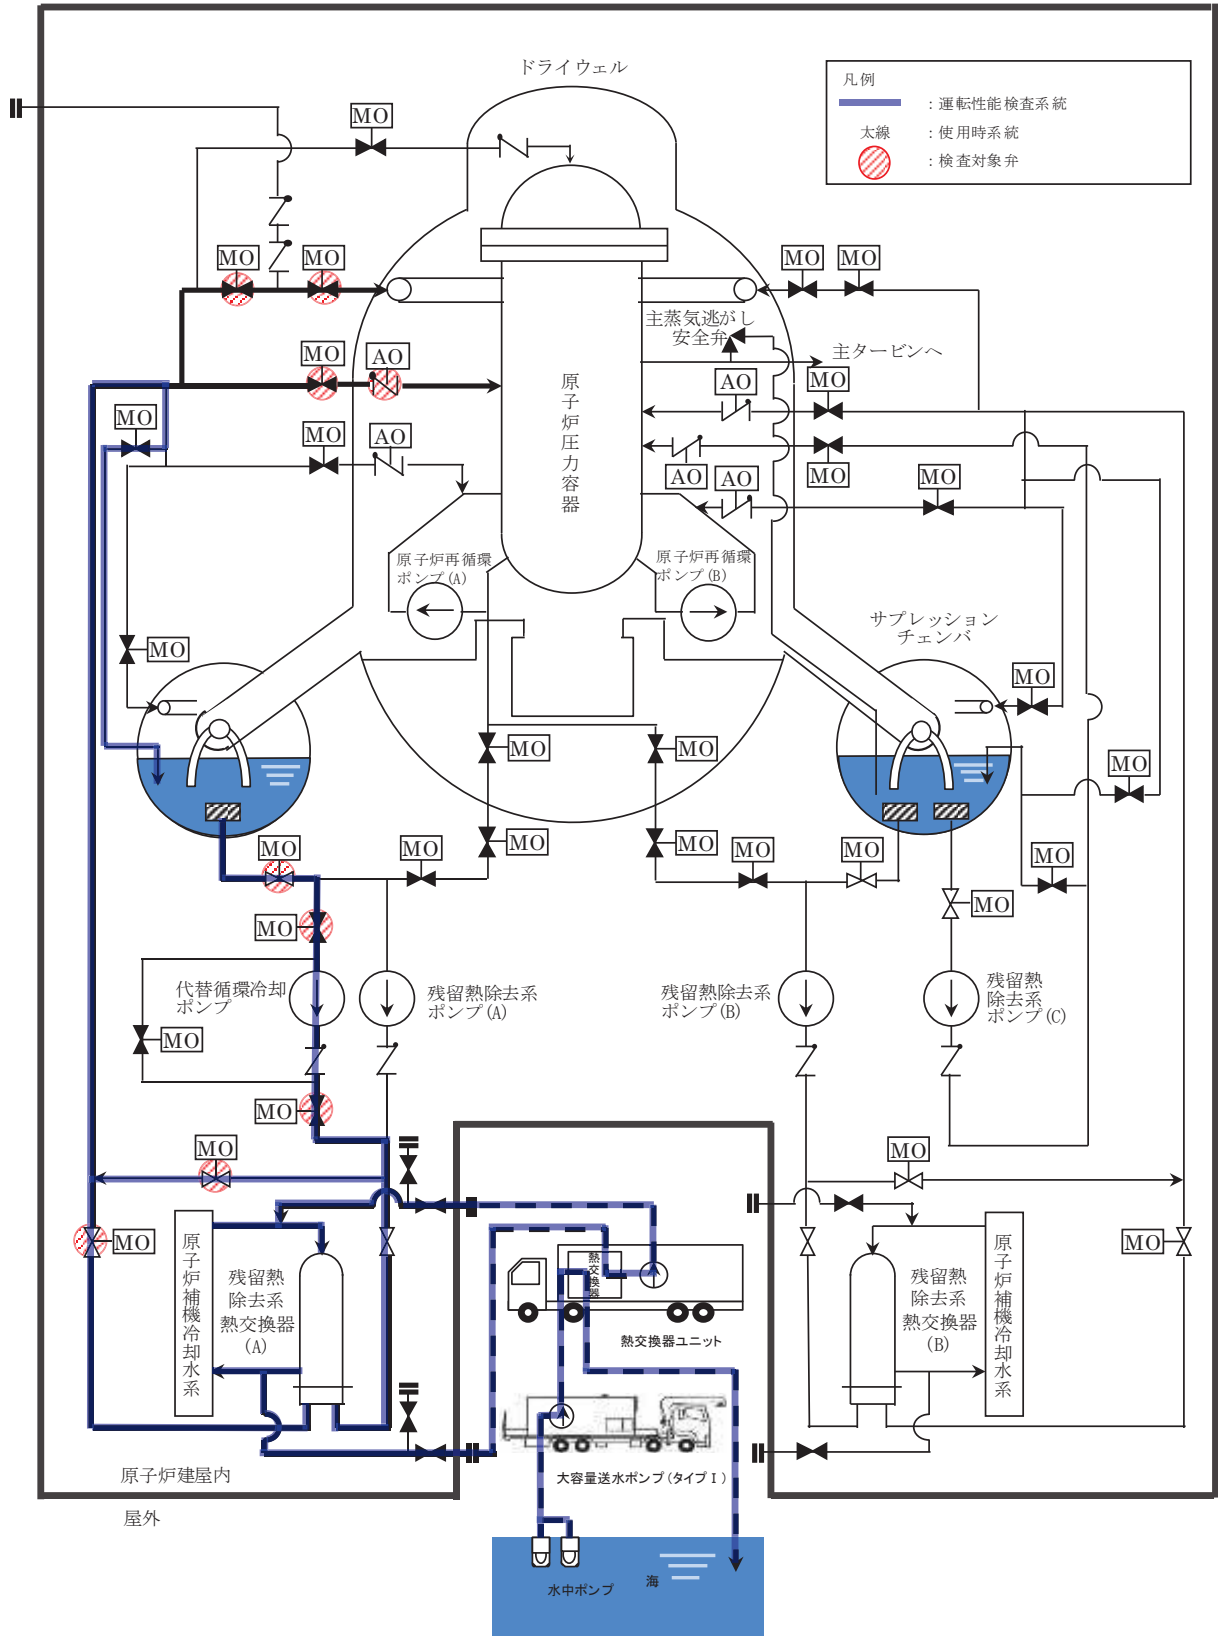 ドライウェル
凡例
：運転性能検査系統
太線
：使用時系統
：検査対象弁
MO
MO
MO
MO
MO
主蒸気逃がし
安全弁
主タービンへ
MO
AO
原子炉圧力容器
AO
MO
MO
MO
AO
AO
MO
AO
MO
MO
原子炉再循環
ポンプ(A)
原子炉再循環
ポンプ(B)
サプレッション
チェンバ
MO
MO
MO
MO
MO
MO
MO
MO
MO
MO
MO
MO
MO
MO
代替循環冷却
ポンプ
残留熱除去系
ポンプ(A)
残留熱除去系
ポンプ(B)
残留熱
除去系
ポンプ(C)
MO
MO
MO
MO
MO
MO
原子炉補機冷却水系
残留熱
除去系
熱交換器
(A)
熱交換器
残留熱
除去系
熱交換器
(B)
原子炉補機冷却水系
熱交換器ユニット
大容量送水ポンプ(タイプⅠ)
原子炉建屋内
屋外
水中ポンプ
海